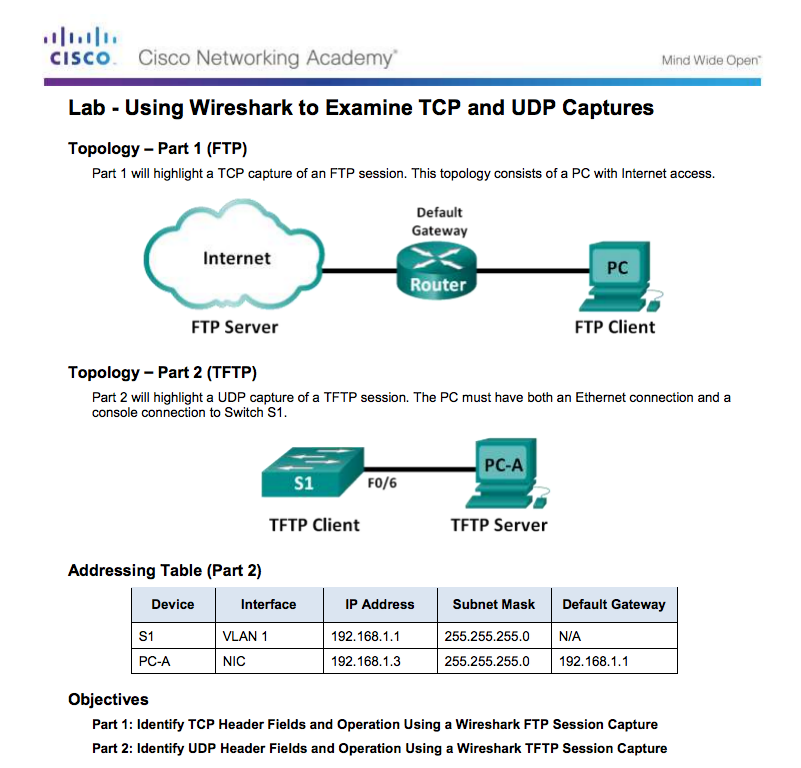 CISCO
Cisco Networking Academy®
Mind Wide Open™
Lab - Using Wireshark to Examine TCP and UDP Captures
Topology – Part 1 (FTP)
Part 1 will highlight a TCP capture of an FTP session. This topology consists of a PC with Internet access.
Default
Gateway
Internet
Router
PC
FTP Server
FTP Client
Topology – Part 2 (TFTP)
Part 2 will highlight a UDP capture of a TFTP session. The PC must have both an Ethernet connection and a
console connection to Switch S1.
S1
F0/6
PC-A
TFTP Client
TFTP Server
Addressing Table (Part 2)
Device Interface IP Address Subnet Mask Default Gateway
S1 VLAN 1 192.168.1.1 255.255.255.0 N/A
PC-A NIC 192.168.1.3 255.255.255.0 192.168.1.1
Objectives
Part 1: Identify TCP Header Fields and Operation Using a Wireshark FTP Session Capture
Part 2: Identify UDP Header Fields and Operation Using a Wireshark TFTP Session Capture